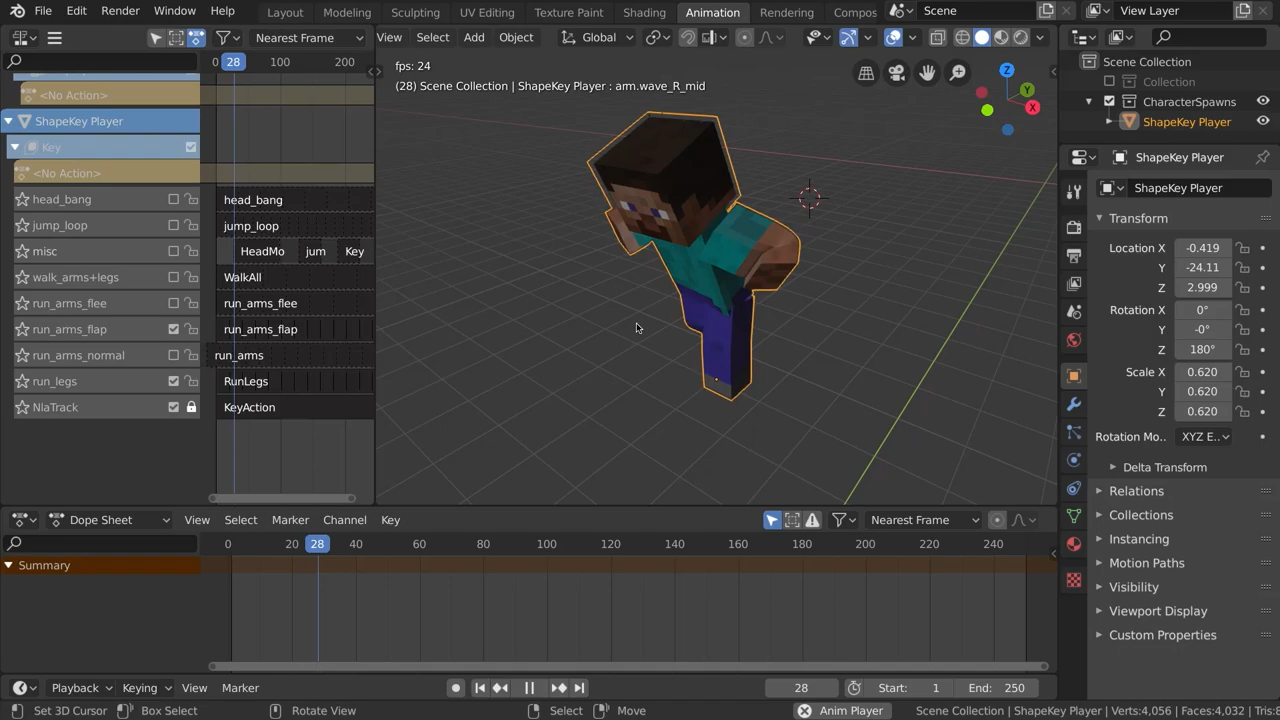 File Edit Render Window Help Layout Modeling Sculpting UV Editing Texture Paint Shading Animation Rendering Compos Scene View Layer
Nearest Frame View Select Add Object Global
0 28 100 200
fps: 24
(28) Scene Collection | ShapeKey Player : arm.wave_R_mid
<No Action>
ShapeKey Player
Key
<No Action>
head_bang head_bang
jump_loop jump_loop
misc HeadMo jum Key
walk_arms+legs WalkAll
run_arms_flee run_arms_flee
run_arms_flap run_arms_flap
run_arms_normal run_arms
run_legs RunLegs
NlaTrack KeyAction
Z
Y
X
Scene Collection
Collection
CharacterSpawns
ShapeKey Player
ShapeKey Player
ShapeKey Player
Transform
Location X -0.419
Y -24.11
Z 2.999
Rotation X 0°
Y -0°
Z 180°
Scale X 0.620
Y 0.620
Z 0.620
Rotation Mo.. XYZ E..
Delta Transform
Relations
Collections
Instancing
Motion Paths
Visibility
Viewport Display
Custom Properties
Dope Sheet View Select Marker Channel Key Nearest Frame
0 20 28 40 60 80 100 120 140 160 180 200 220 240
Summary
Playback Keying View Marker 28 Start: 1 End: 250
Set 3D Cursor Box Select Rotate View Select Move Anim Player Scene Collection | ShapeKey Player | Verts:4,056 | Faces:4,032 | Tris:8